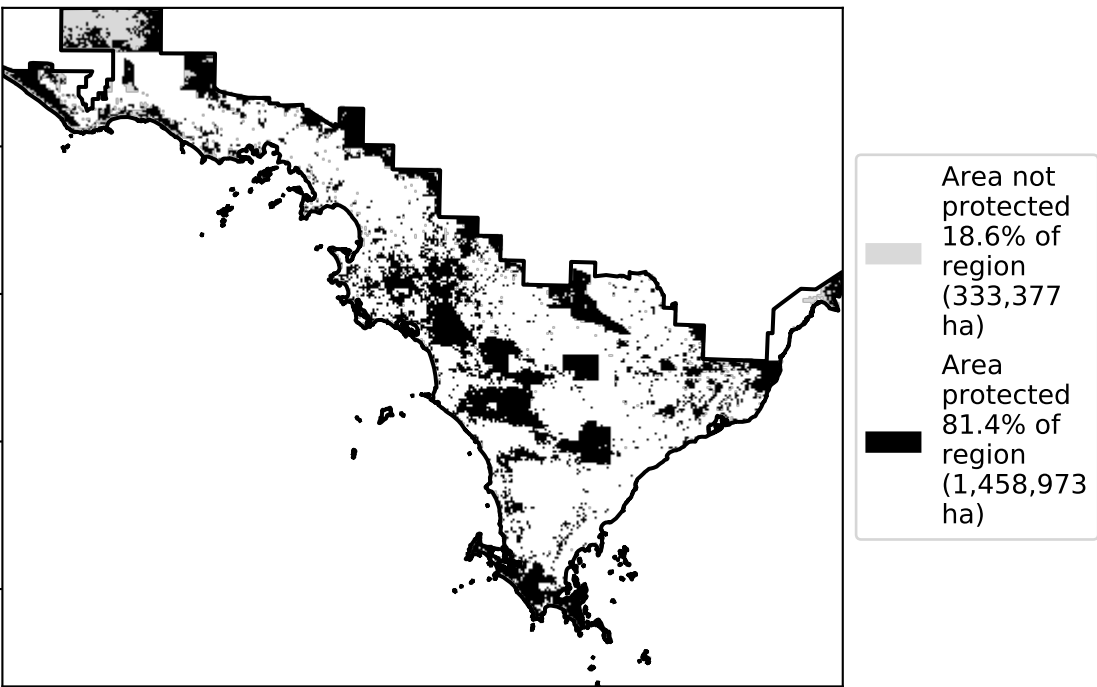 Area not
protected
18.6% of
region
(333,377
ha)
Area
protected
81.4% of
region
(1,458,973
ha)